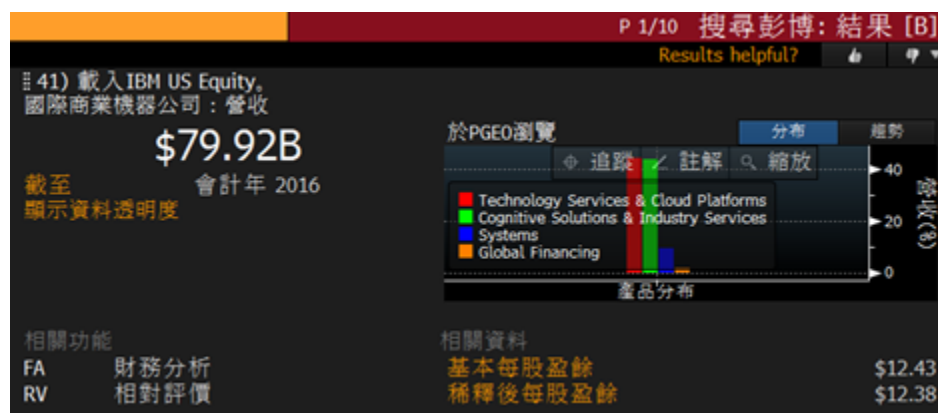 P 1/10 搜尋彭博: 結果 [B]
Results helpful?
41) 載入IBM US Equity。
國際商業機器公司 : 營收
$79.92B
截至 會計年 2016
顯示資料透明度
於PGEO瀏覽 分布 趨勢
追蹤 註解 縮放
Technology Services & Cloud Platforms
Cognitive Solutions & Industry Services
Systems
Global Financing
40
20
0
營收(%)
產品分布
相關功能 相關資料
FA 財務分析 基本每股盈餘 $12.43
RV 相對評價 稀釋後每股盈餘 $12.38